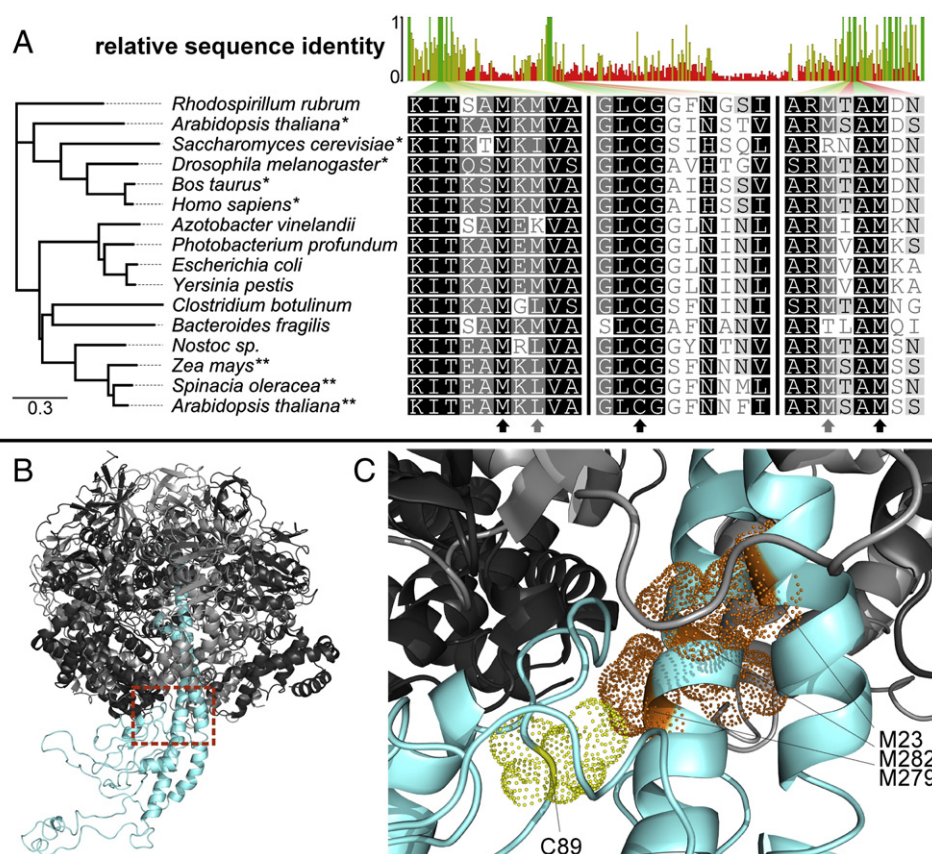 A
relative sequence identity
1
0
Rhodospirillum rubrum KITSAMKMVA GLCGGFNGSI ARMTAMDN
Arabidopsis thaliana* KITKAMKMVA GLCGGINSTV ARMSAMDN
Saccharomyces cerevisiae* KITKTMKIVA GLCGSIHSQL ARRNAMDN
Drosophila melanogaster* KITQSMKMVS GLCGAVHTGV SRMTAMDN
Bos taurus* KITKSMKMVA GLCGAIHSSV ARMTAMDN
Homo sapiens* KITKSMKMVA GLCGAIHSSI ARMTAMDN
Azotobacter vinelandii KITSAMEKVA GLCGGLNINL ARMIAMKN
Photobacterium profundum KITKAMEMVA GLCGGLNINL ARMVAMKS
Escherichia coli KITKAMEMVA GLCGGLNINL ARMVAMKA
Yersinia pestis KITKAMEMVA GLCGGLNINL ARMVAMKA
Clostridium botulinum KITKAMGLVS GLCGSFNINI SRMTAMNG
Bacteroides fragilis KITSAMKMVA SLCGAFNANV ARTLAMQI
Nostoc sp. KITEAMRLVA GLCGGYNTNV ARMTAMSN
Zea mays** KITEAMKLVA GLCGSFNNNV ARMSAMSS
Spinacia oleracea** KITEAMKLVA GLCGGFNNML ARMTAMSN
Arabidopsis thaliana** KITEAMKLVA GLCGGFNNFI ARMSAMSN
0.3
B
C
M23
M282
M279
C89